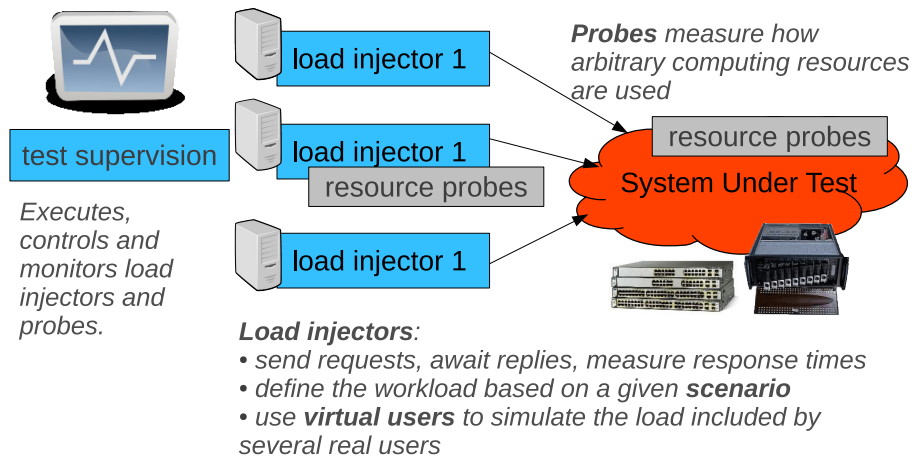 load injector 1
Probes measure how
arbitrary computing resources
are used
test supervision
load injector 1
resource probes
resource probes
System Under Test
Executes,
controls and
monitors load
injectors and
probes.
load injector 1
Load injectors:
• send requests, await replies, measure response times
• define the workload based on a given scenario
• use virtual users to simulate the load included by
several real users